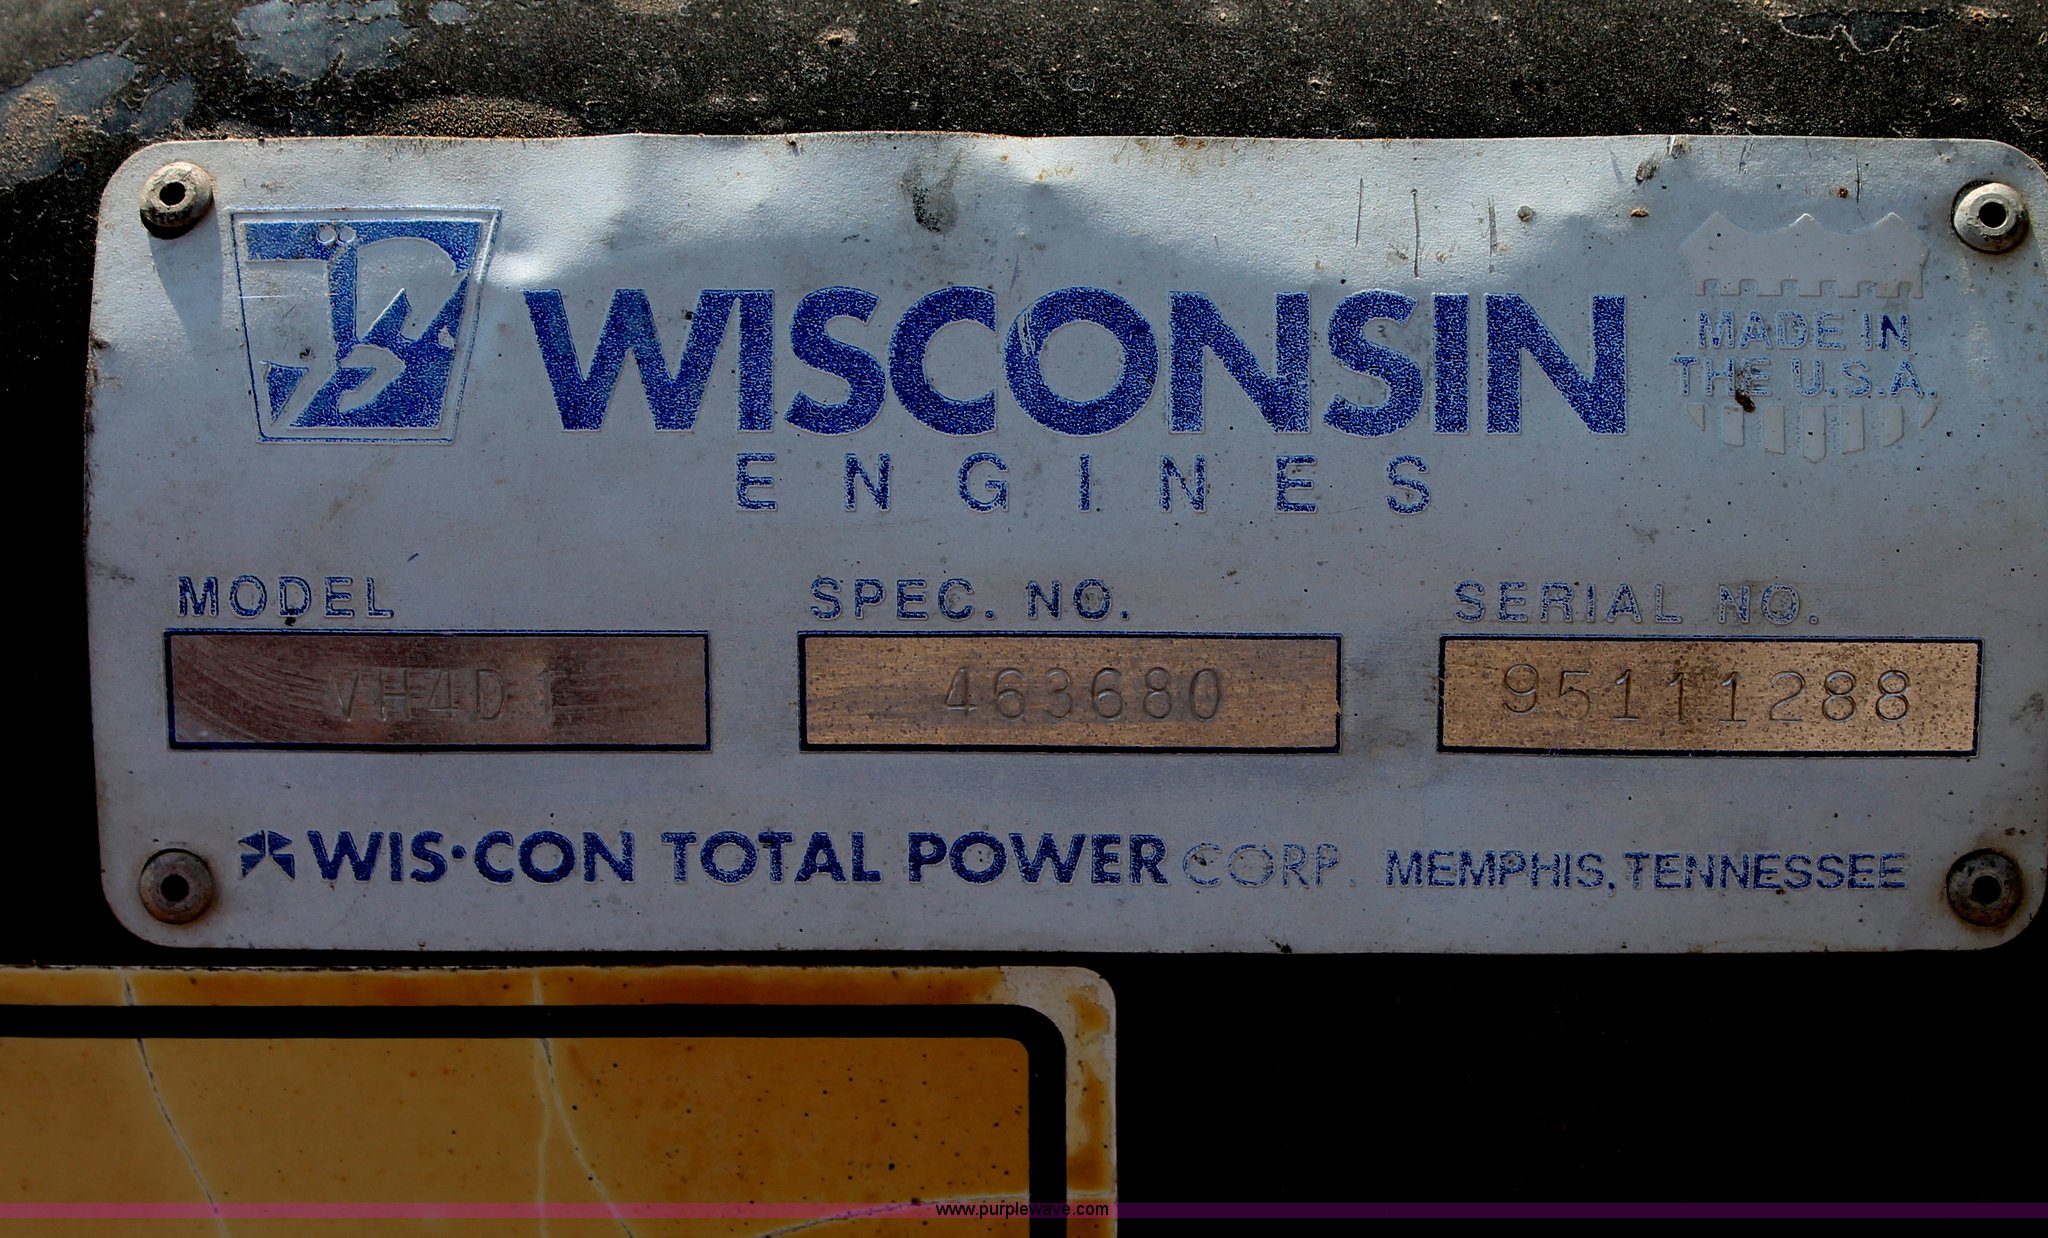 WISCONSIN
ENGINES
MADE IN
THE U.S.A.
MODEL SPEC. NO. SERIAL NO.
VH4D1 463680 95111288
WIS·CON TOTAL POWER CORP. MEMPHIS, TENNESSEE
www.purplewave.com